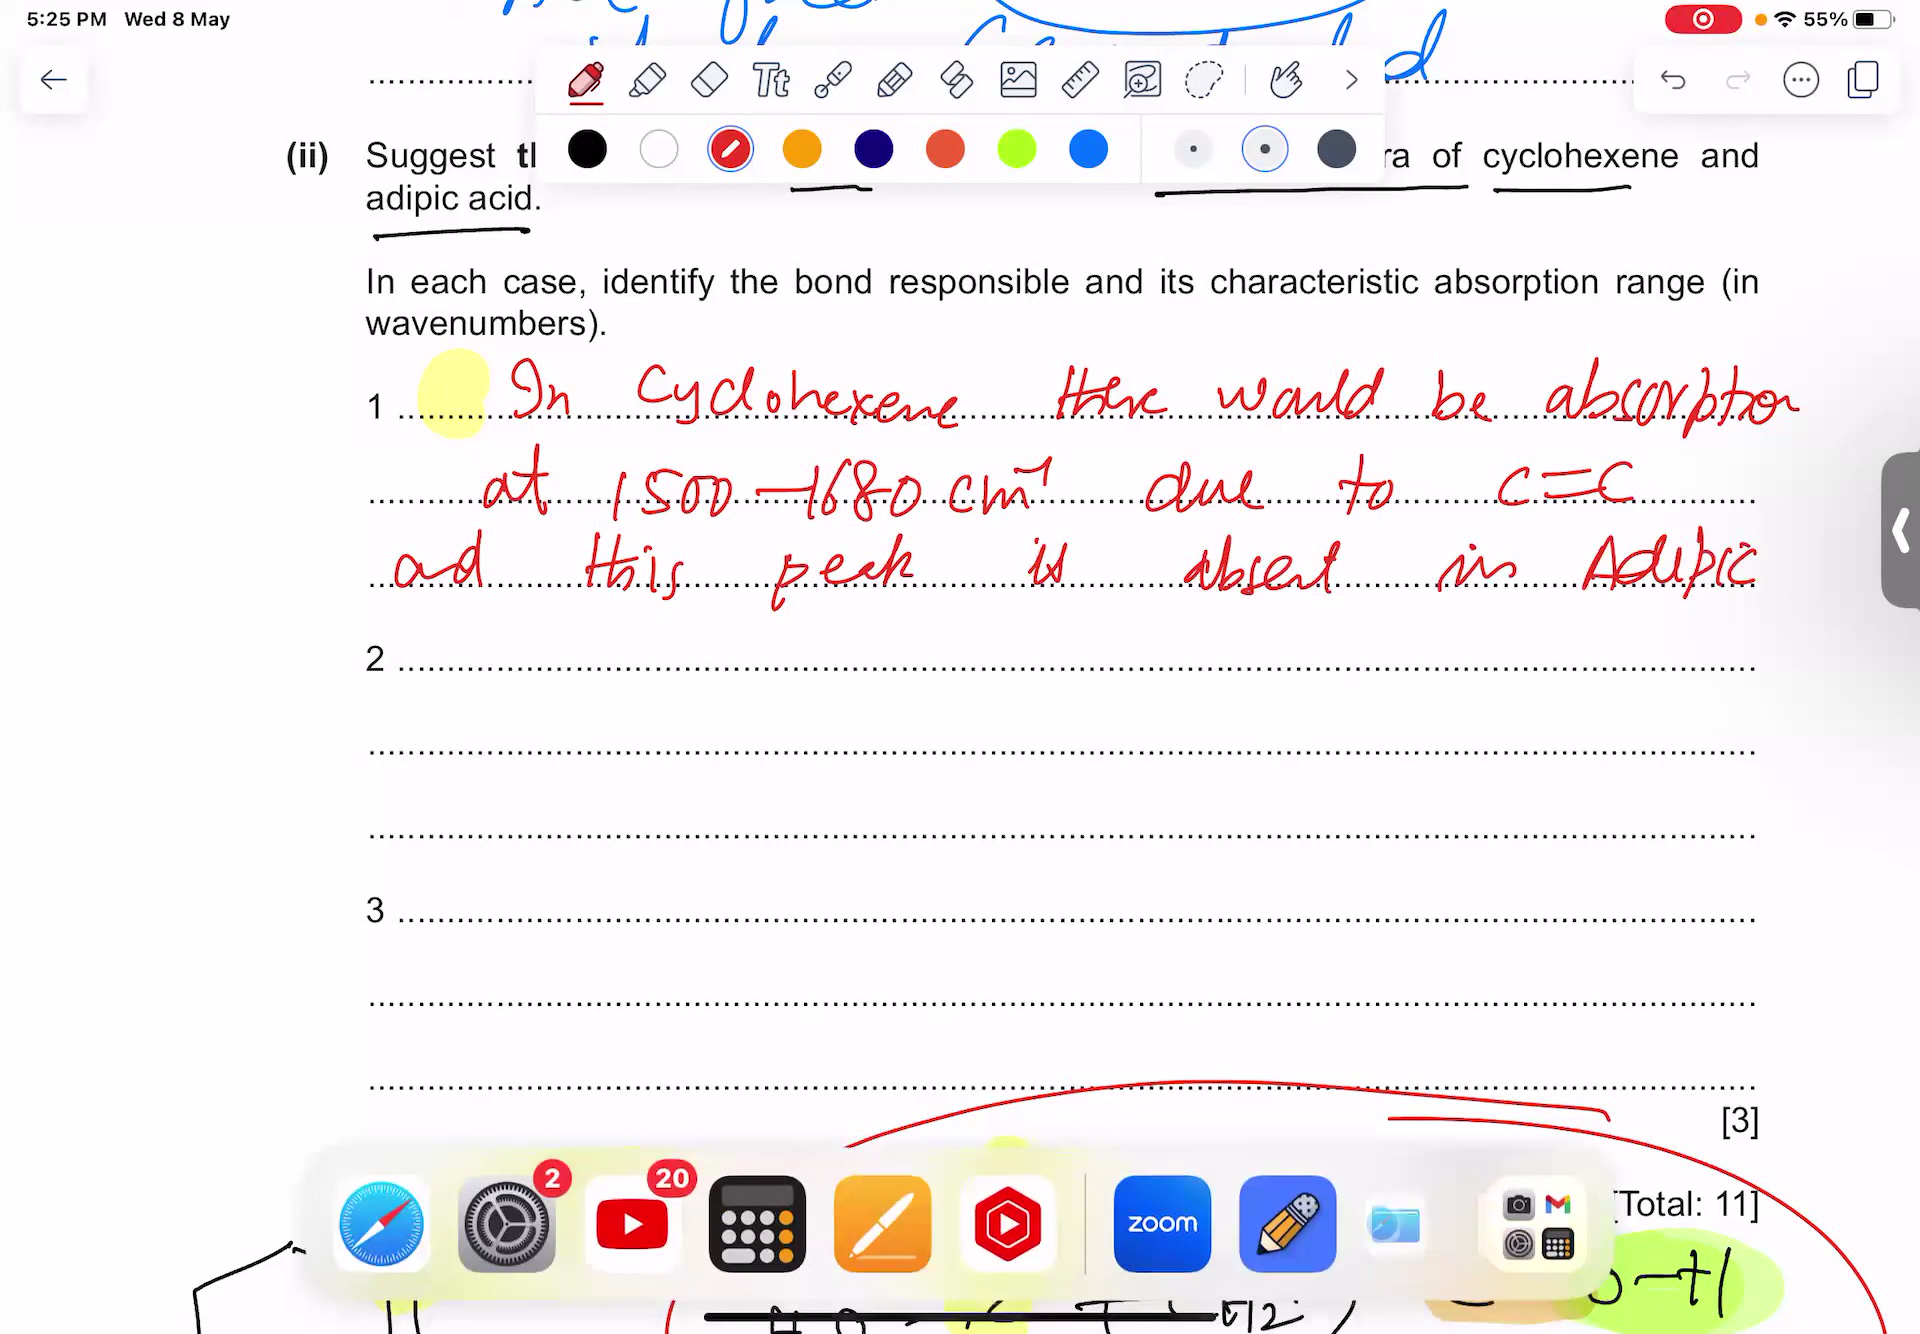 5:25 PM Wed 8 May
55%
Tt
(ii) Suggest cyclohexene and
ra of
adipic acid.
In each case, identify the bond responsible and its characteristic absorption range (in
wavenumbers).
1 In Cyclohexene there would be absorption
at 1500-1680 cm⁻¹ due to C=C
and this peak is absent in Adipic
2
3
[3]
2
20
zoom
[Total: 11]
O-H